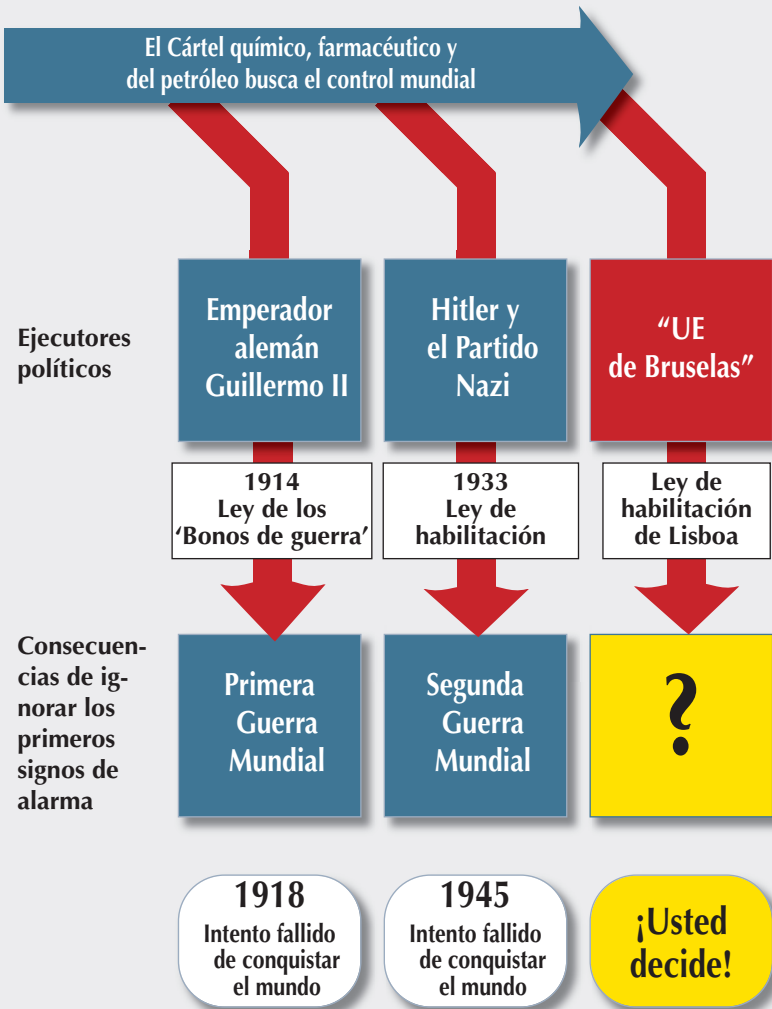 El Cártel químico, farmacéutico y
del petróleo busca el control mundial
Ejecutores
políticos
Emperador
alemán
Guillermo II
Hitler y
el Partido
Nazi
“UE
de Bruselas”
1914
Ley de los
‘Bonos de guerra’
1933
Ley de
habilitación
Ley de
habilitación
de Lisboa
Consecuen-
cias de ig-
norar los
primeros
signos de
alarma
Primera
Guerra
Mundial
Segunda
Guerra
Mundial
?
1918
Intento fallido
de conquistar
el mundo
1945
Intento fallido
de conquistar
el mundo
¡Usted
decide!